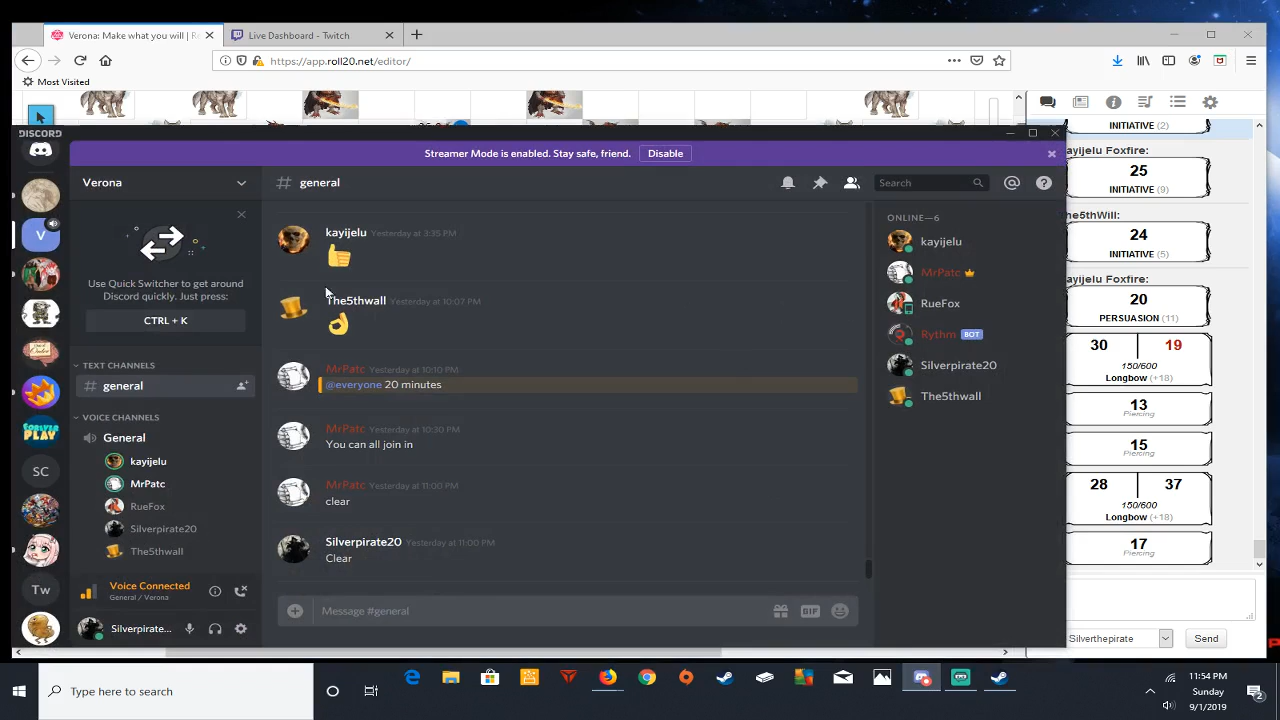 Verona: Make what you will | R
Live Dashboard - Twitch
https://app.roll20.net/editor/
Most Visited
DISCORD
Streamer Mode is enabled. Stay safe, friend.
Disable
Verona
general
Search
Use Quick Switcher to get around
Discord quickly. Just press:
CTRL + K
TEXT CHANNELS
general
VOICE CHANNELS
General
kayijelu
MrPatc
RueFox
Silverpirate20
The5thwall
SC
Tw
V
Voice Connected
General / Verona
Silverpirate...
kayijelu Yesterday at 3:35 PM
The5thwall Yesterday at 10:07 PM
MrPatc Yesterday at 10:10 PM
@everyone 20 minutes
MrPatc Yesterday at 10:30 PM
You can all join in
MrPatc Yesterday at 11:00 PM
clear
Silverpirate20 Yesterday at 11:00 PM
Clear
Message #general
GIF
ONLINE—6
kayijelu
MrPatc
RueFox
Rythm BOT
Silverpirate20
The5thwall
INITIATIVE (2)
ayijelu Foxfire:
25
INITIATIVE (9)
he5thWill:
24
INITIATIVE (5)
ayijelu Foxfire:
20
PERSUASION (11)
30 19
150/600
Longbow (+18)
13
Piercing
15
Piercing
28 37
150/600
Longbow (+18)
17
Piercing
Silverthepirate
Send
Type here to search
11:54 PM
Sunday
9/1/2019
2